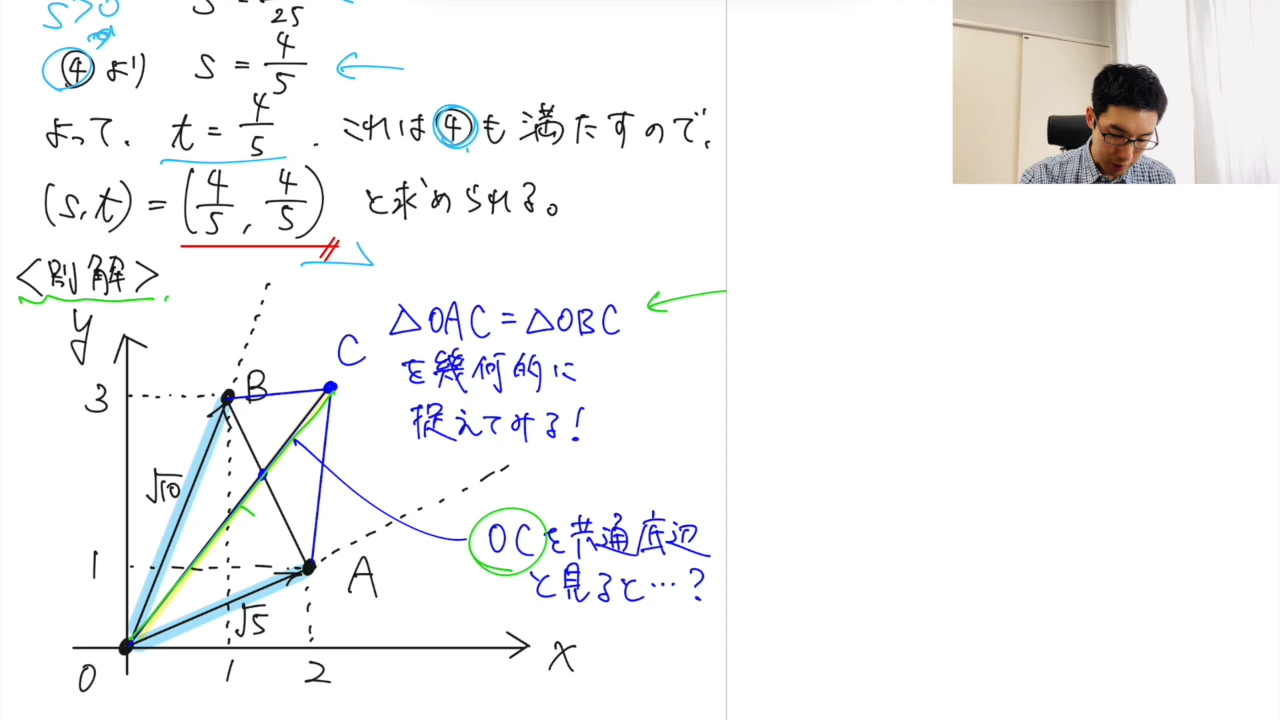 s>0 s = 25
④より s = 4/5
よって、t = 4/5 . これは④も満たすので、
(s,t) = (4/5, 4/5) と求められる。
<別解>
△OAC = △OBC
を幾何的に
捉えてみる!
y
C
3
B
√10
OCを共通底辺
と見ると…?
1
A
√5
O
1
2
x